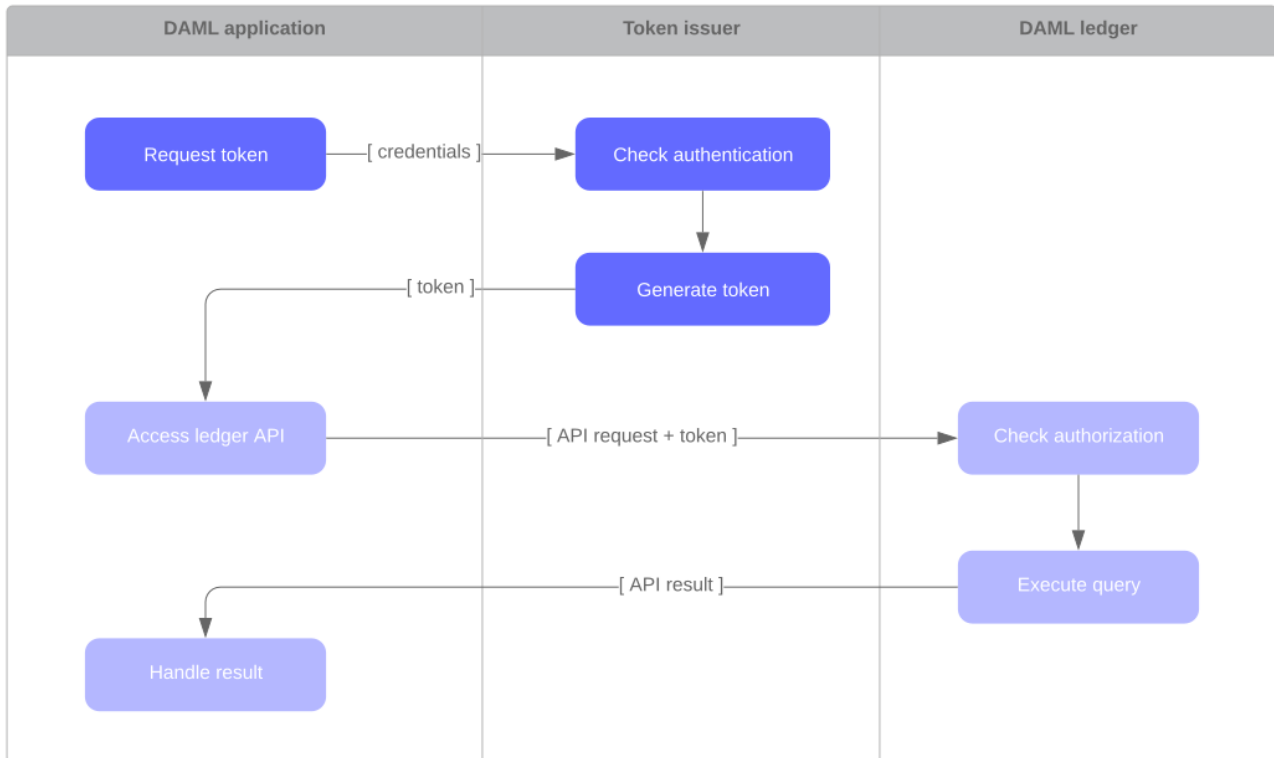 DAML application
Token issuer
DAML ledger
Request token
[ credentials ]
Check authentication
[ token ]
Generate token
Access ledger API
[ API request + token ]
Check authorization
[ API result ]
Execute query
Handle result